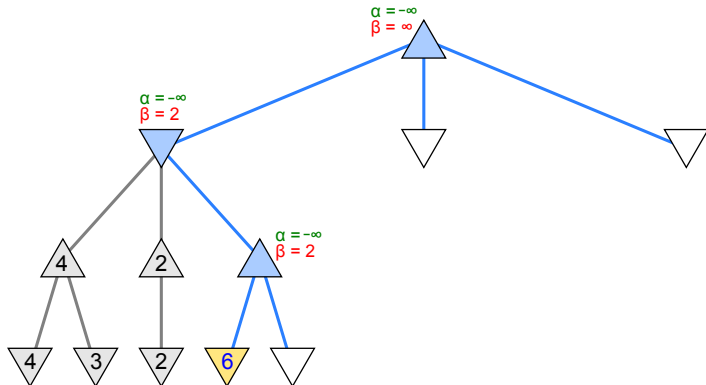 α = -∞
β = ∞
α = -∞
β = 2
α = -∞
β = 2
4
2
4
3
2
6